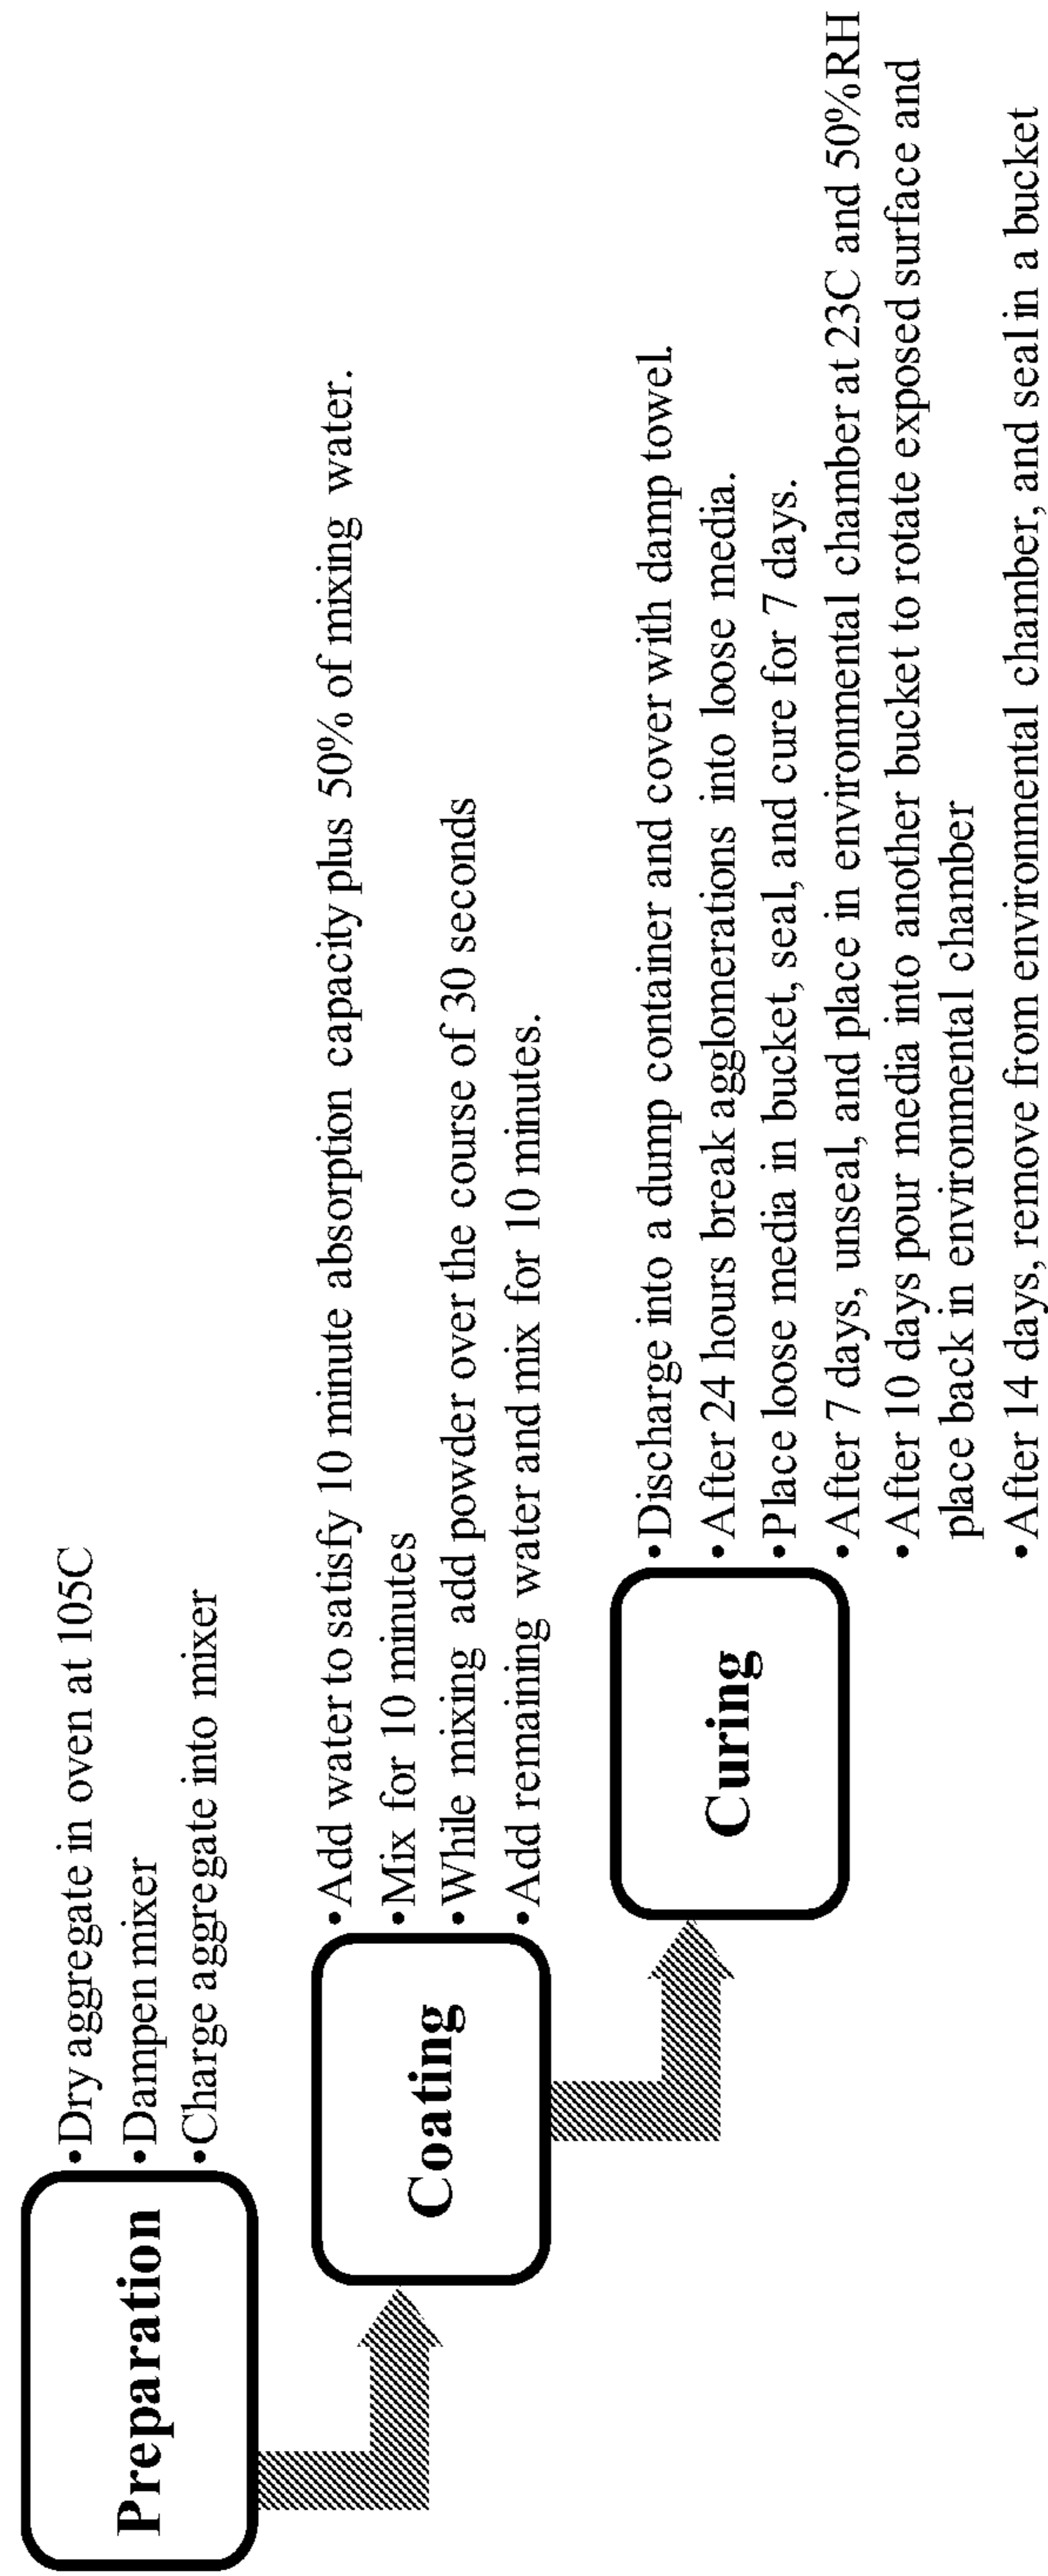 Preparation
•Dry aggregate in oven at 105C
•Dampen mixer
•Charge aggregate into mixer
Coating
•Add water to satisfy 10 minute absorption capacity plus 50% of mixing water.
•Mix for 10 minutes
•While mixing add powder over the course of 30 seconds
•Add remaining water and mix for 10 minutes.
Curing
•Discharge into a dump container and cover with damp towel.
•After 24 hours break agglomerations into loose media.
•Place loose media in bucket, seal, and cure for 7 days.
•After 7 days, unseal, and place in environmental chamber at 23C and 50%RH
•After 10 days pour media into another bucket to rotate exposed surface and
place back in environmental chamber
•After 14 days, remove from environmental chamber, and seal in a bucket